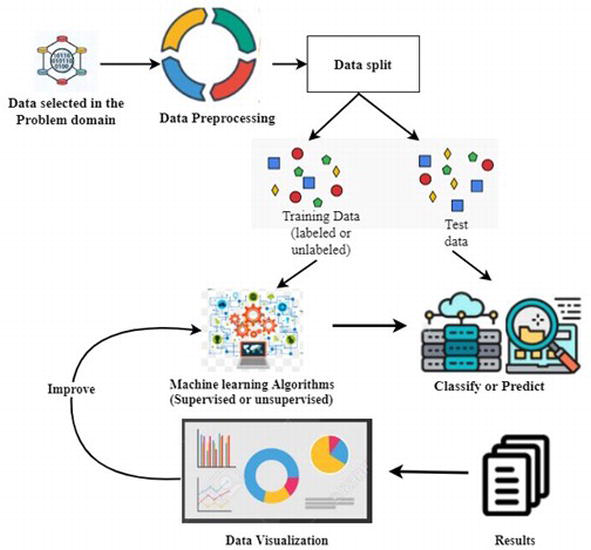 Data selected in the
Problem domain
Data Preprocessing
Data split
Training Data
(labeled or
unlabeled)
Test
data
Machine learning Algorithms
(Supervised or unsupervised)
Classify or Predict
Improve
Data Visualization
Results